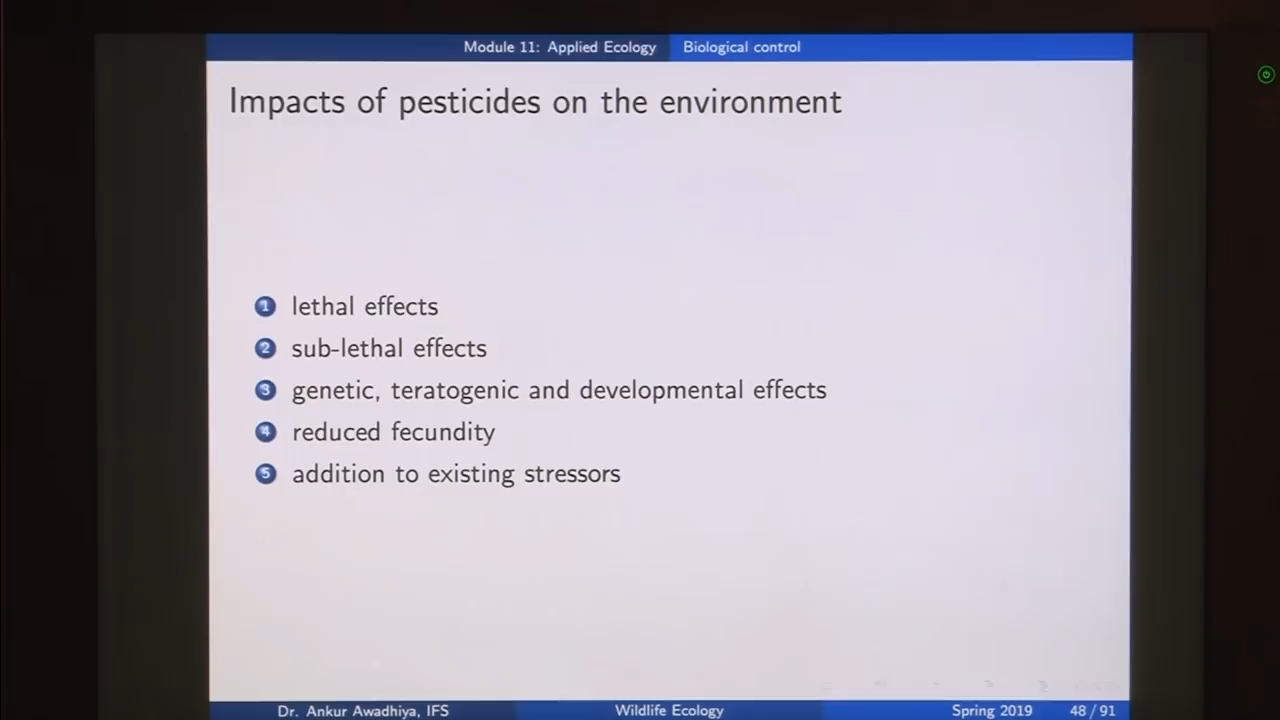 Module 11: Applied Ecology Biological control
Impacts of pesticides on the environment
1 lethal effects
2 sub-lethal effects
3 genetic, teratogenic and developmental effects
4 reduced fecundity
5 addition to existing stressors
Dr. Ankur Awadhiya, IFS Wildlife Ecology Spring 2019 48 / 91